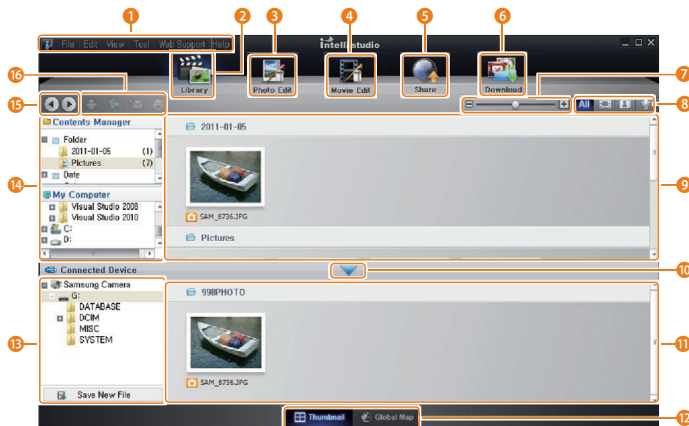 1
2
3
4
5
6
File Edit View Tool Web Support Help
Intelli-studio
16
7
Library
Photo Edit
Movie Edit
Share
Download
15
All
8
Contents Manager
2011-01-05
Folder
2011-01-05 (1)
Pictures (7)
Date
14
9
My Computer
Visual Studio 2008
Visual Studio 2010
C:
D:
SAM_8736.JPG
Pictures
Connected Device
10
Samsung Camera
998PHOTO
G:
DATABASE
DCIM
MISC
SYSTEM
13
11
SAM_8736.JPG
Save New File
Thumbnail
Global Map
12